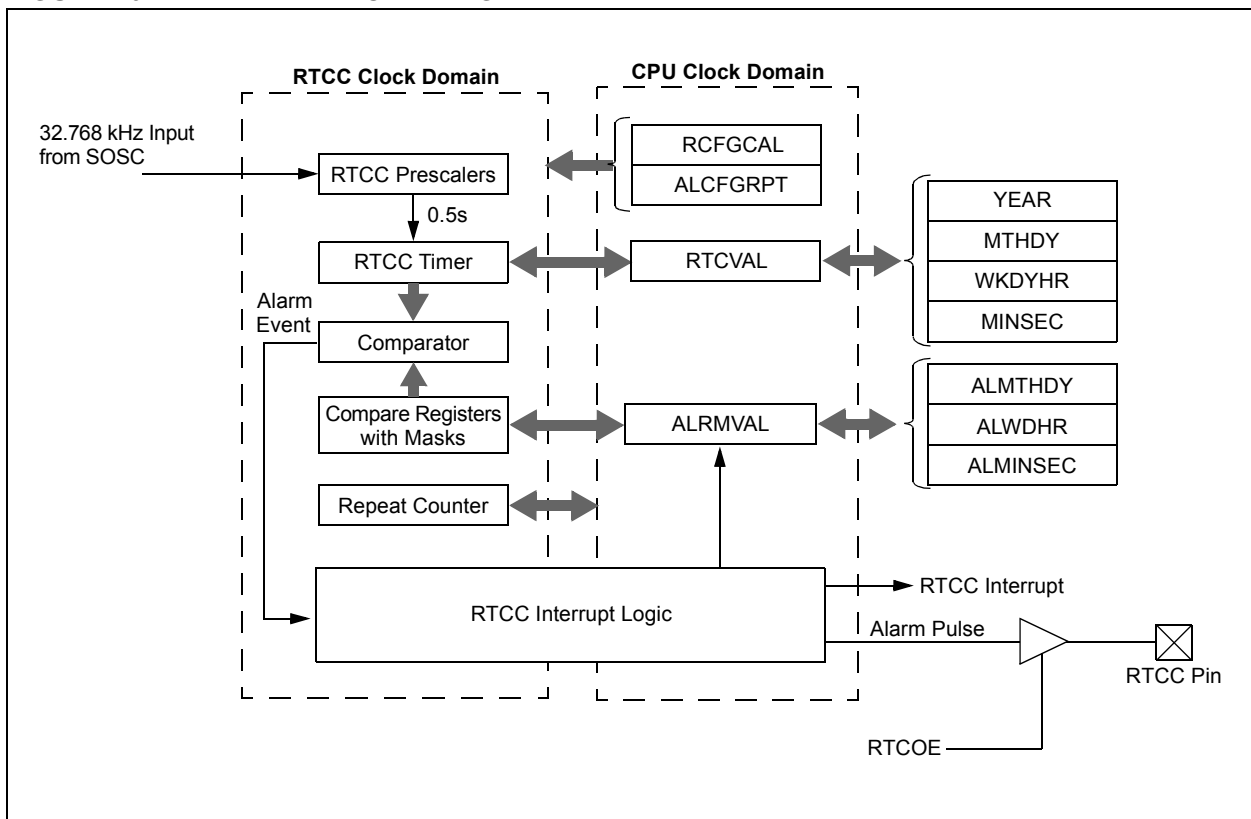 RTCC Clock Domain
CPU Clock Domain
32.768 kHz Input
from SOSC
RTCC Prescalers
0.5s
RTCC Timer
Alarm
Event
Comparator
Compare Registers
with Masks
Repeat Counter
RCFGCAL
ALCFGRPT
RTCVAL
ALRMVAL
YEAR
MTHDY
WKDYHR
MINSEC
ALMTHDY
ALWDHR
ALMINSEC
RTCC Interrupt Logic
RTCC Interrupt
Alarm Pulse
RTCC Pin
RTCOE